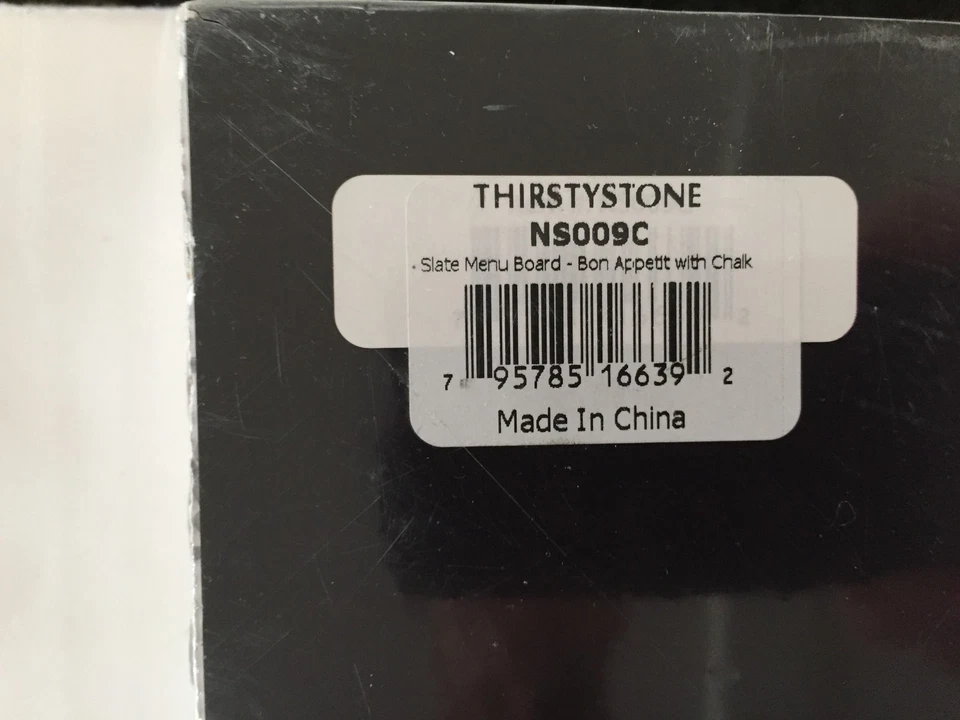 THIRSTYSTONE
NS009C
Slate Menu Board - Bon Appetit with Chalk
7 95785 16639 2
Made In China